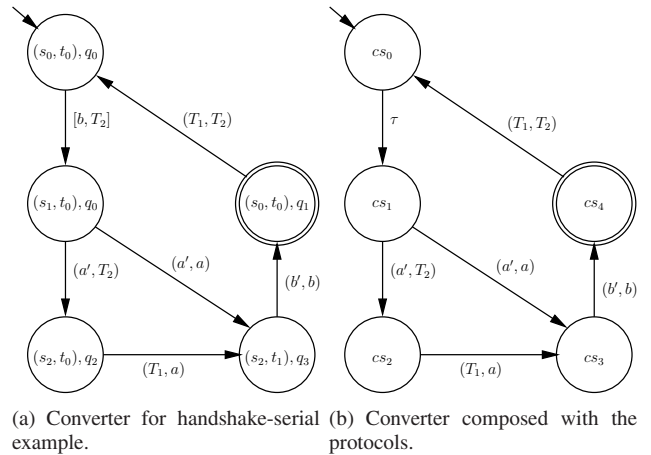 (s₀, t₀), q₀
[b, T₂]
(T₁, T₂)
(s₁, t₀), q₀
(s₀, t₀), q₁
(a′, T₂)
(a′, a)
(b′, b)
(s₂, t₀), q₂
(T₁, a)
(s₂, t₁), q₃
(a) Converter for handshake-serial
example.
cs₀
τ
(T₁, T₂)
cs₁
cs₄
(a′, T₂)
(a′, a)
(b′, b)
cs₂
(T₁, a)
cs₃
(b) Converter composed with the
protocols.